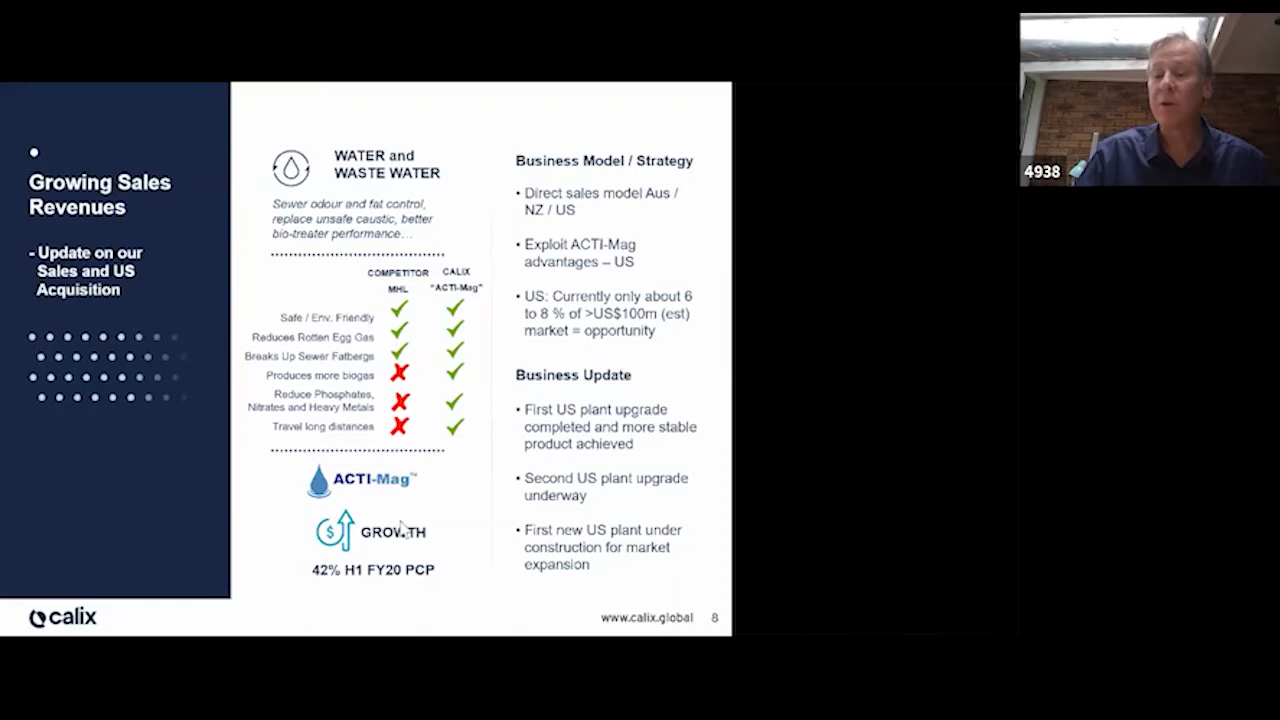 Growing Sales
Revenues
- Update on our
Sales and US
Acquisition
WATER and
WASTE WATER
Sewer odour and fat control,
replace unsafe caustic, better
bio-treater performance…
COMPETITOR
MHL
CALIX
"ACTI-Mag"
Safe / Env. Friendly
Reduces Rotten Egg Gas
Breaks Up Sewer Fatbergs
Produces more biogas
Reduce Phosphates,
Nitrates and Heavy Metals
Travel long distances
ACTI-Mag™
$
GROWTH
42% H1 FY20 PCP
Business Model / Strategy
• Direct sales model Aus /
NZ / US
• Exploit ACTI-Mag
advantages – US
• US: Currently only about 6
to 8 % of >US$100m (est)
market = opportunity
Business Update
• First US plant upgrade
completed and more stable
product achieved
• Second US plant upgrade
underway
• First new US plant under
construction for market
expansion
calix
www.calix.global 8
4938